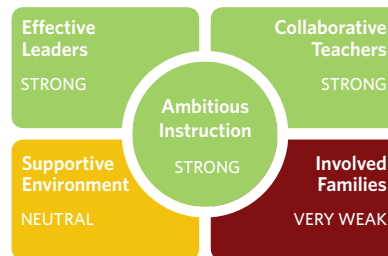 Effective
Leaders
STRONG
Collaborative
Teachers
STRONG
Ambitious
Instruction
STRONG
Supportive
Environment
NEUTRAL
Involved
Families
VERY WEAK